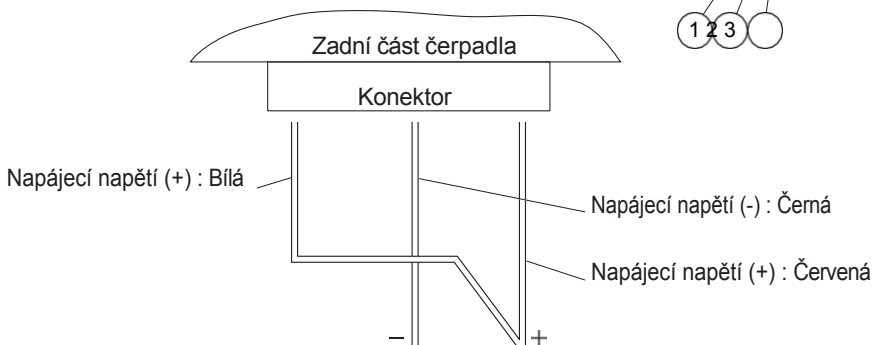 1 2 3
Zadní část čerpadla
Konektor
Napájecí napětí (+) : Bílá
Napájecí napětí (-) : Černá
Napájecí napětí (+) : Červená
− +